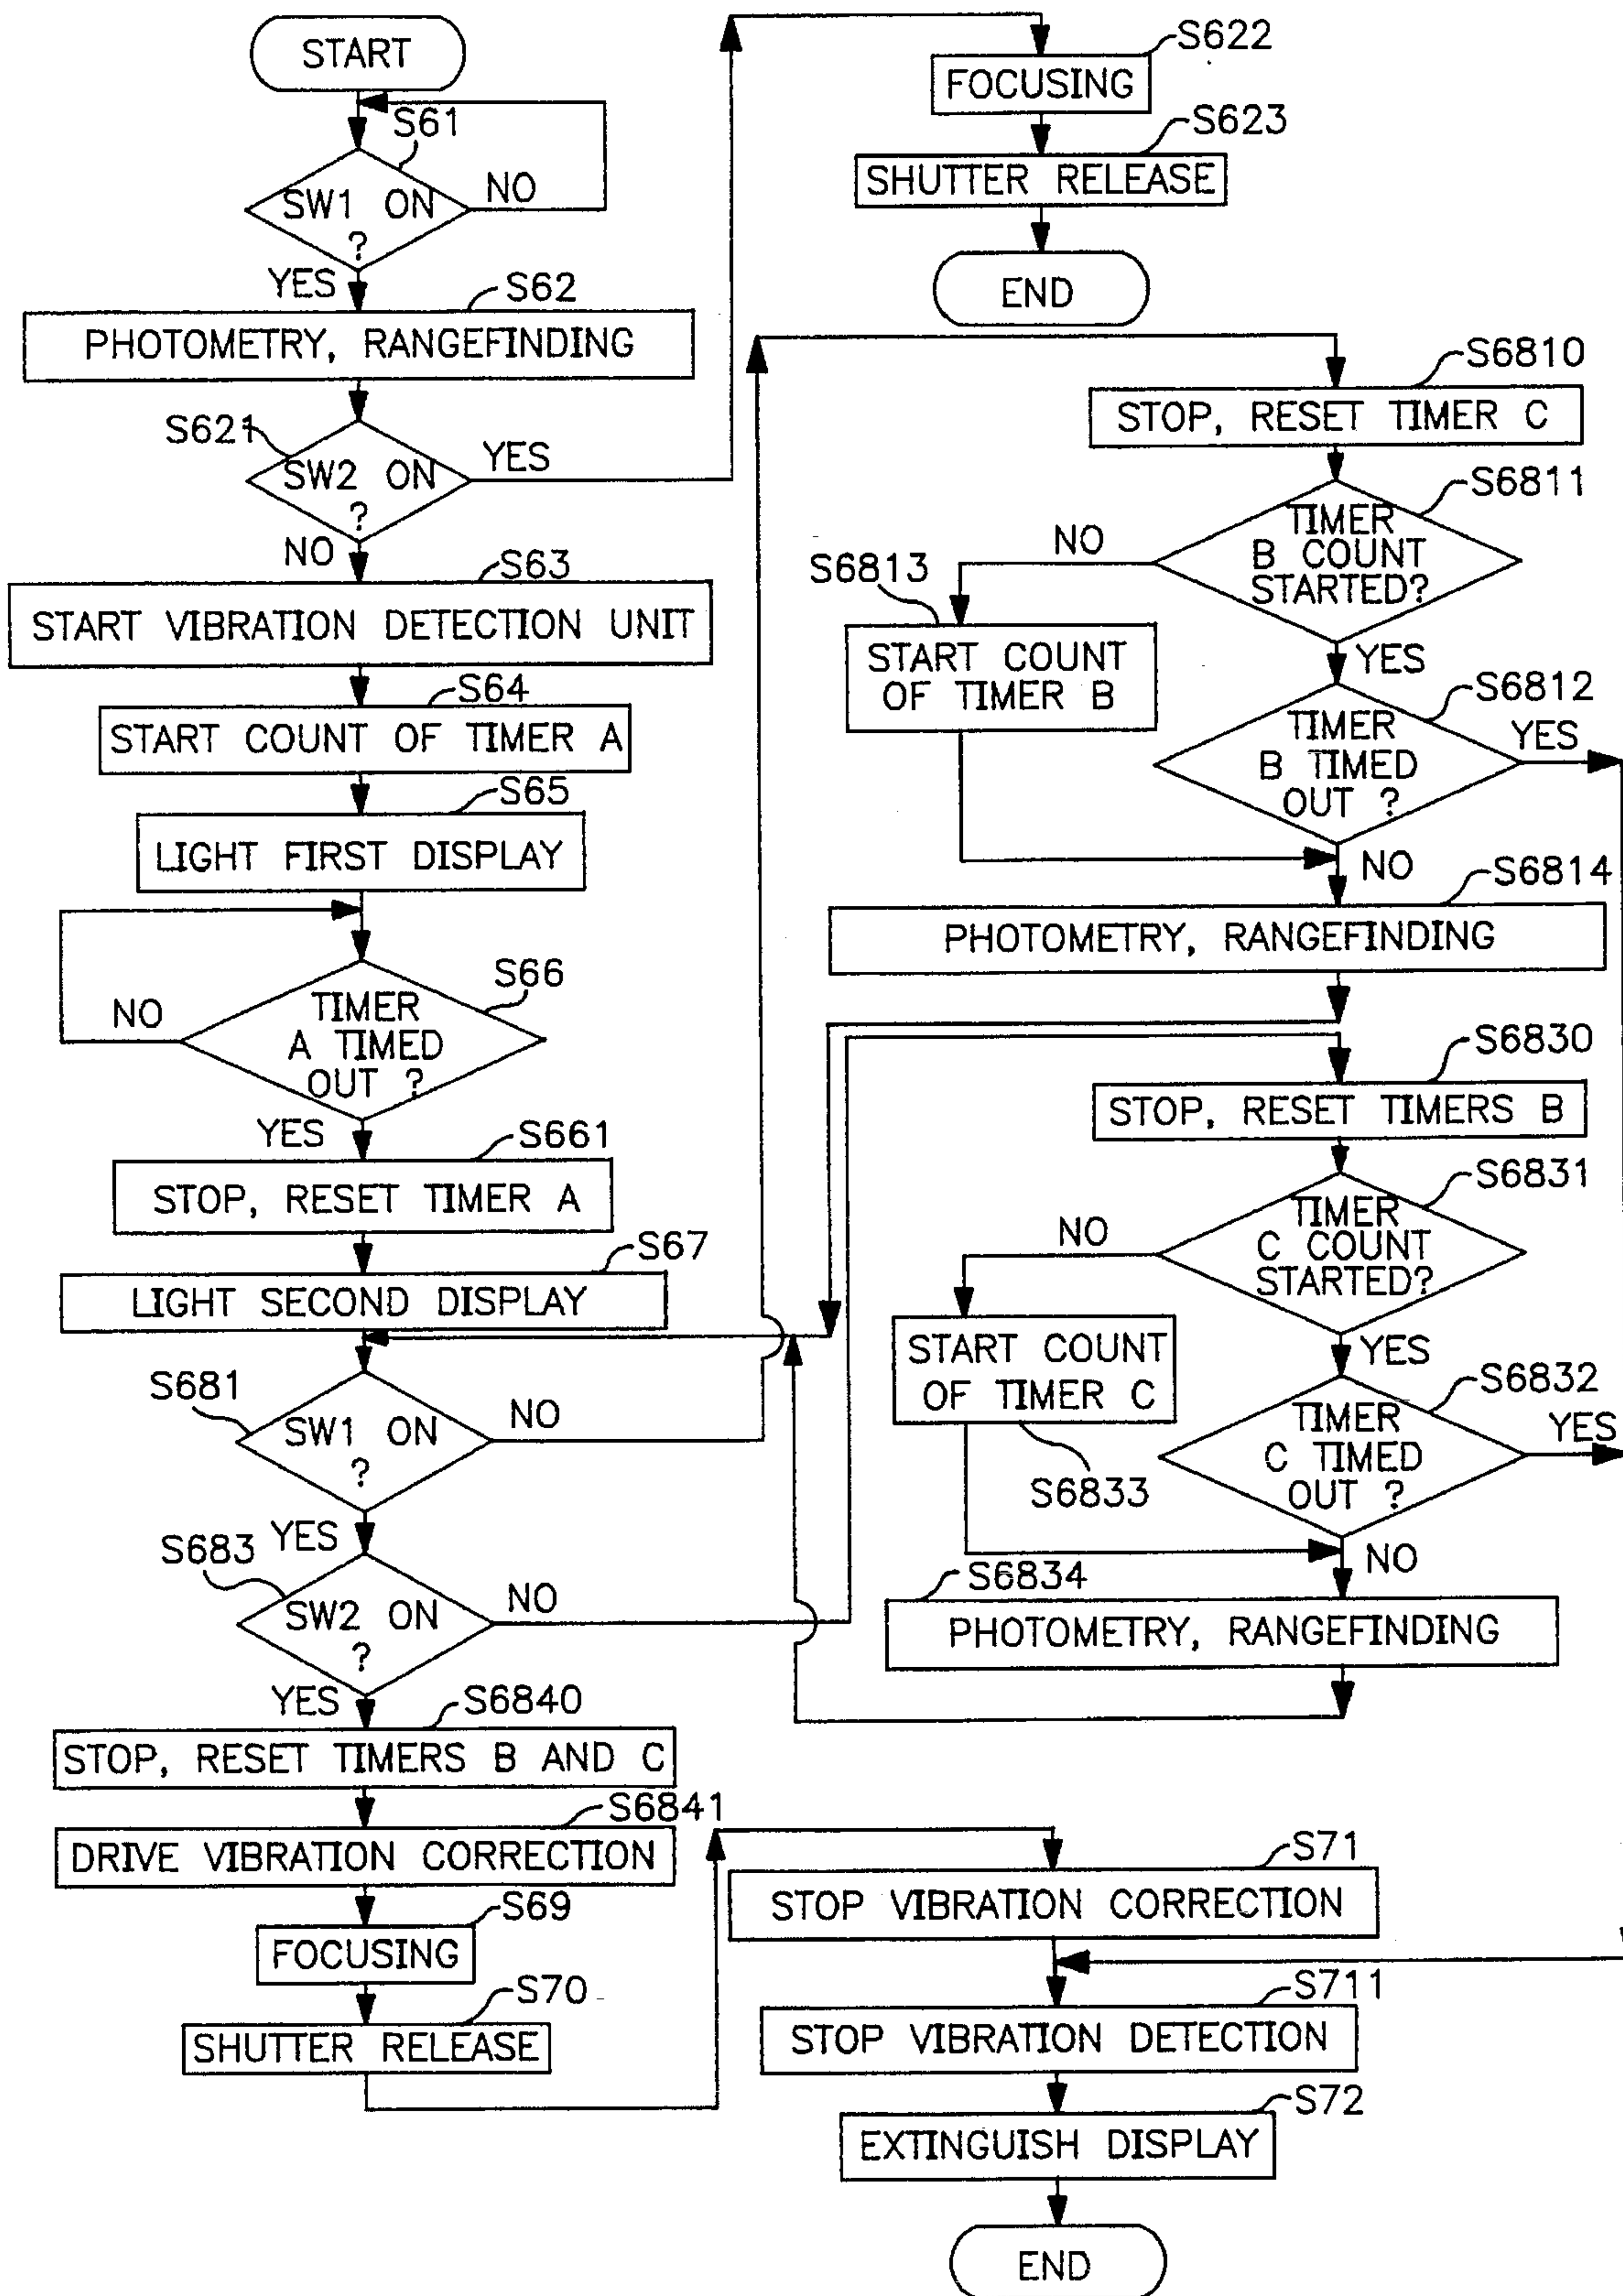 START
S61
SW1 ON
?
NO
YES
S62
PHOTOMETRY, RANGEFINDING
S621
SW2 ON
?
YES
NO
S63
START VIBRATION DETECTION UNIT
S64
START COUNT OF TIMER A
S65
LIGHT FIRST DISPLAY
S66
TIMER
A TIMED
OUT ?
NO
YES
S661
STOP, RESET TIMER A
S67
LIGHT SECOND DISPLAY
S681
SW1 ON
?
NO
YES
S683
SW2 ON
?
NO
YES
S6840
STOP, RESET TIMERS B AND C
S6841
DRIVE VIBRATION CORRECTION
S69
FOCUSING
S70
SHUTTER RELEASE
S622
FOCUSING
S623
SHUTTER RELEASE
END
S6810
STOP, RESET TIMER C
S6811
TIMER
B COUNT
STARTED?
NO
YES
S6813
START COUNT
OF TIMER B
S6812
TIMER
B TIMED
OUT ?
YES
NO
S6814
PHOTOMETRY, RANGEFINDING
S6830
STOP, RESET TIMERS B
S6831
TIMER
C COUNT
STARTED?
NO
YES
START COUNT
OF TIMER C
S6833
S6832
TIMER
C TIMED
OUT ?
YES
NO
S6834
PHOTOMETRY, RANGEFINDING
S71
STOP VIBRATION CORRECTION
S711
STOP VIBRATION DETECTION
S72
EXTINGUISH DISPLAY
END